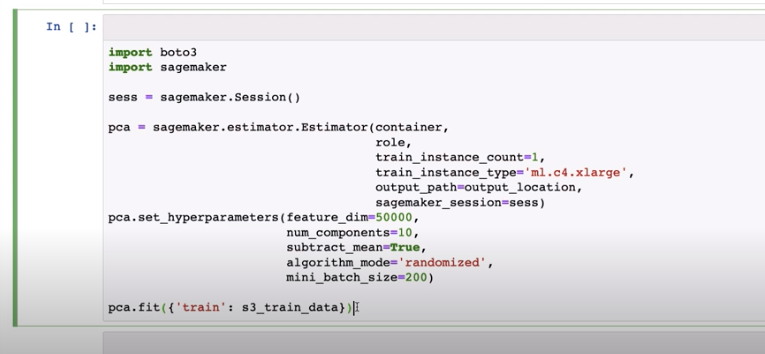 In [ ]:
import boto3
import sagemaker
sess = sagemaker.Session()
pca = sagemaker.estimator.Estimator(container,
role,
train_instance_count=1,
train_instance_type='ml.c4.xlarge',
output_path=output_location,
sagemaker_session=sess)
pca.set_hyperparameters(feature_dim=50000,
num_components=10,
subtract_mean=True,
algorithm_mode='randomized',
mini_batch_size=200)
pca.fit({'train': s3_train_data})